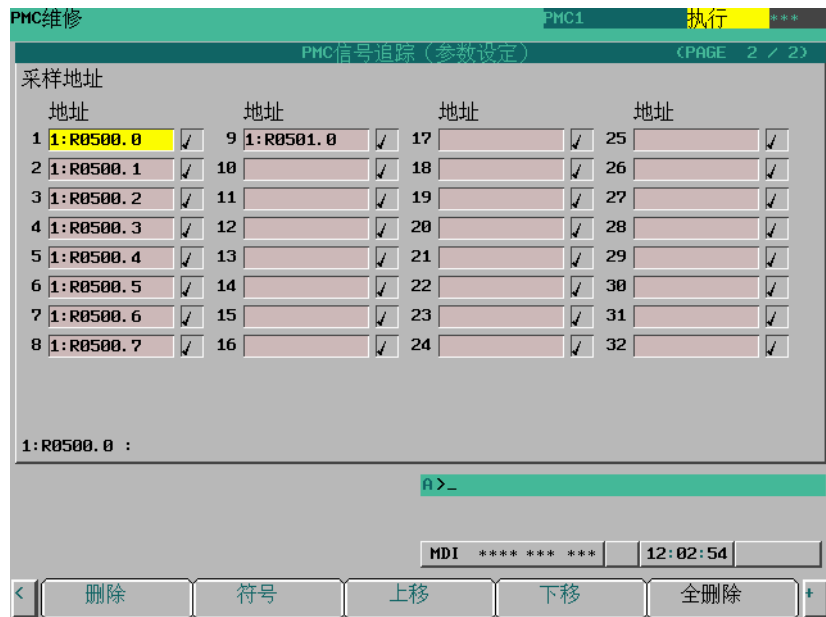 PMC维修 PMC1 执行 ***
PMC信号追踪（参数设定） (PAGE 2 / 2)
采样地址
地址 地址 地址 地址
1 1:R0500.0 ✓ 9 1:R0501.0 ✓ 17 ✓ 25 ✓
2 1:R0500.1 ✓ 10 ✓ 18 ✓ 26 ✓
3 1:R0500.2 ✓ 11 ✓ 19 ✓ 27 ✓
4 1:R0500.3 ✓ 12 ✓ 20 ✓ 28 ✓
5 1:R0500.4 ✓ 13 ✓ 21 ✓ 29 ✓
6 1:R0500.5 ✓ 14 ✓ 22 ✓ 30 ✓
7 1:R0500.6 ✓ 15 ✓ 23 ✓ 31 ✓
8 1:R0500.7 ✓ 16 ✓ 24 ✓ 32 ✓
1:R0500.0 :
A>_
MDI **** *** *** 12:02:54
< 删除 符号 上移 下移 全删除 +